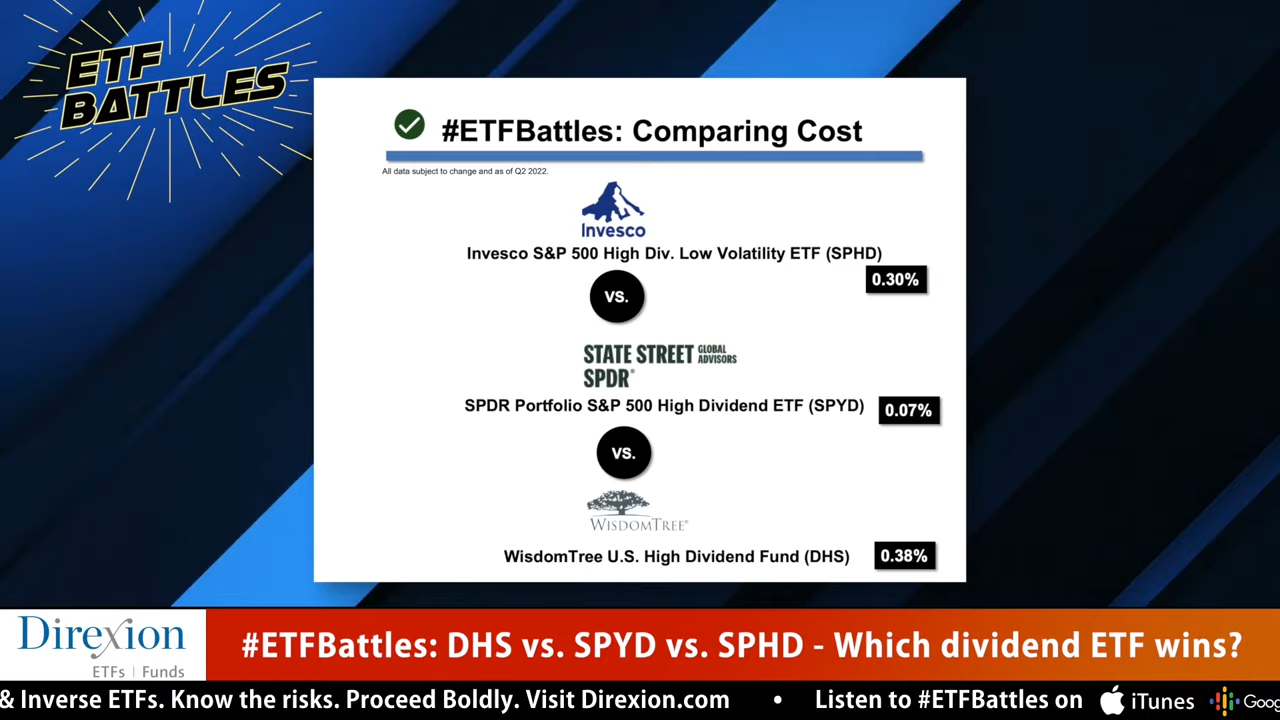 ETF
BATTLES
#ETFBattles: Comparing Cost
All data subject to change and as of Q2 2022.
Invesco
Invesco S&P 500 High Div. Low Volatility ETF (SPHD)
0.30%
VS.
STATE STREET GLOBAL ADVISORS
SPDR®
SPDR Portfolio S&P 500 High Dividend ETF (SPYD)
0.07%
VS.
WISDOMTREE®
WisdomTree U.S. High Dividend Fund (DHS)
0.38%
Direxion
ETFs | Funds
#ETFBattles: DHS vs. SPYD vs. SPHD - Which dividend ETF wins?
& Inverse ETFs. Know the risks. Proceed Boldly. Visit Direxion.com • Listen to #ETFBattles on iTunes Goog